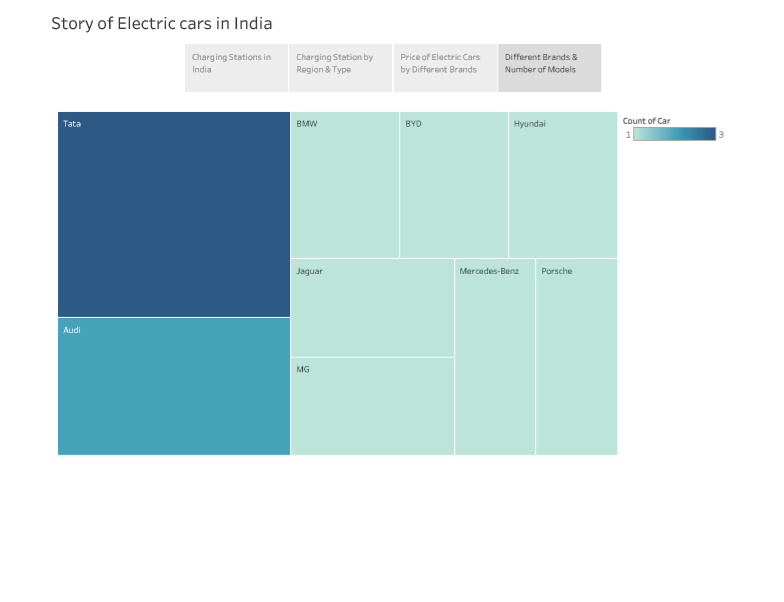 Story of Electric cars in India
Charging Stations in
India
Charging Station by
Region & Type
Price of Electric Cars
by Different Brands
Different Brands &
Number of Models
Tata
BMW
BYD
Hyundai
Count of Car
1
3
Jaguar
Mercedes-Benz
Porsche
Audi
MG